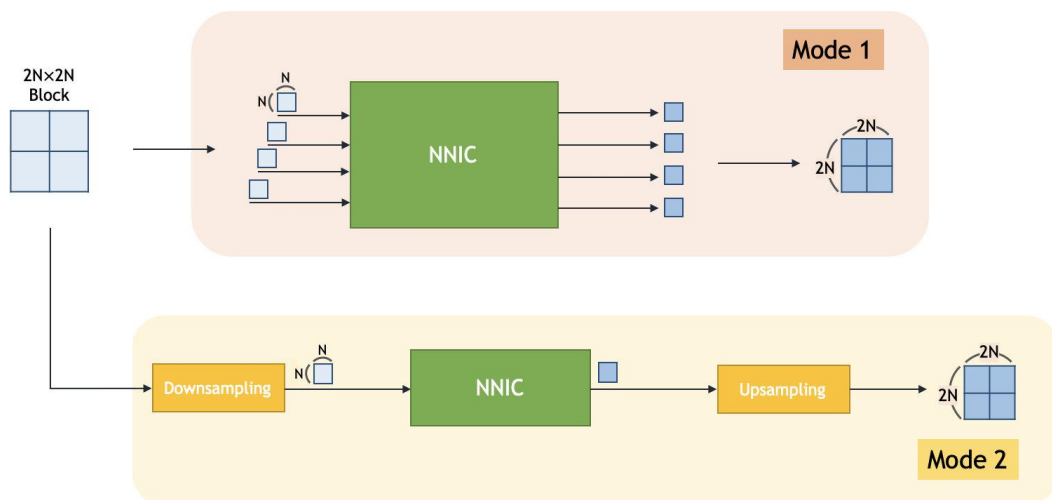 2N×2N
Block
Mode 1
N
N
NNIC
2N
2N
Downsampling
N
N
NNIC
Upsampling
2N
2N
Mode 2